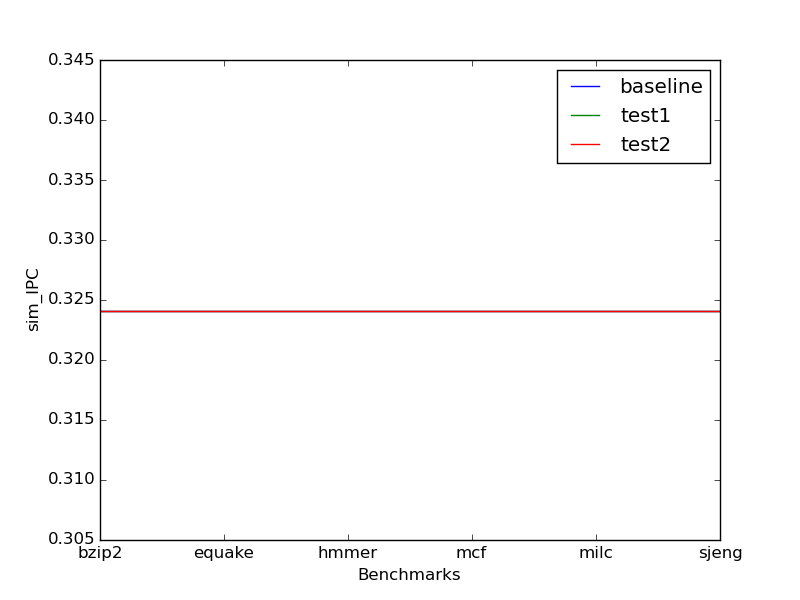 0.345
0.340
0.335
0.330
0.325
0.320
0.315
0.310
0.305
sim_IPC
baseline
test1
test2
bzip2 equake hmmer mcf milc sjeng
Benchmarks